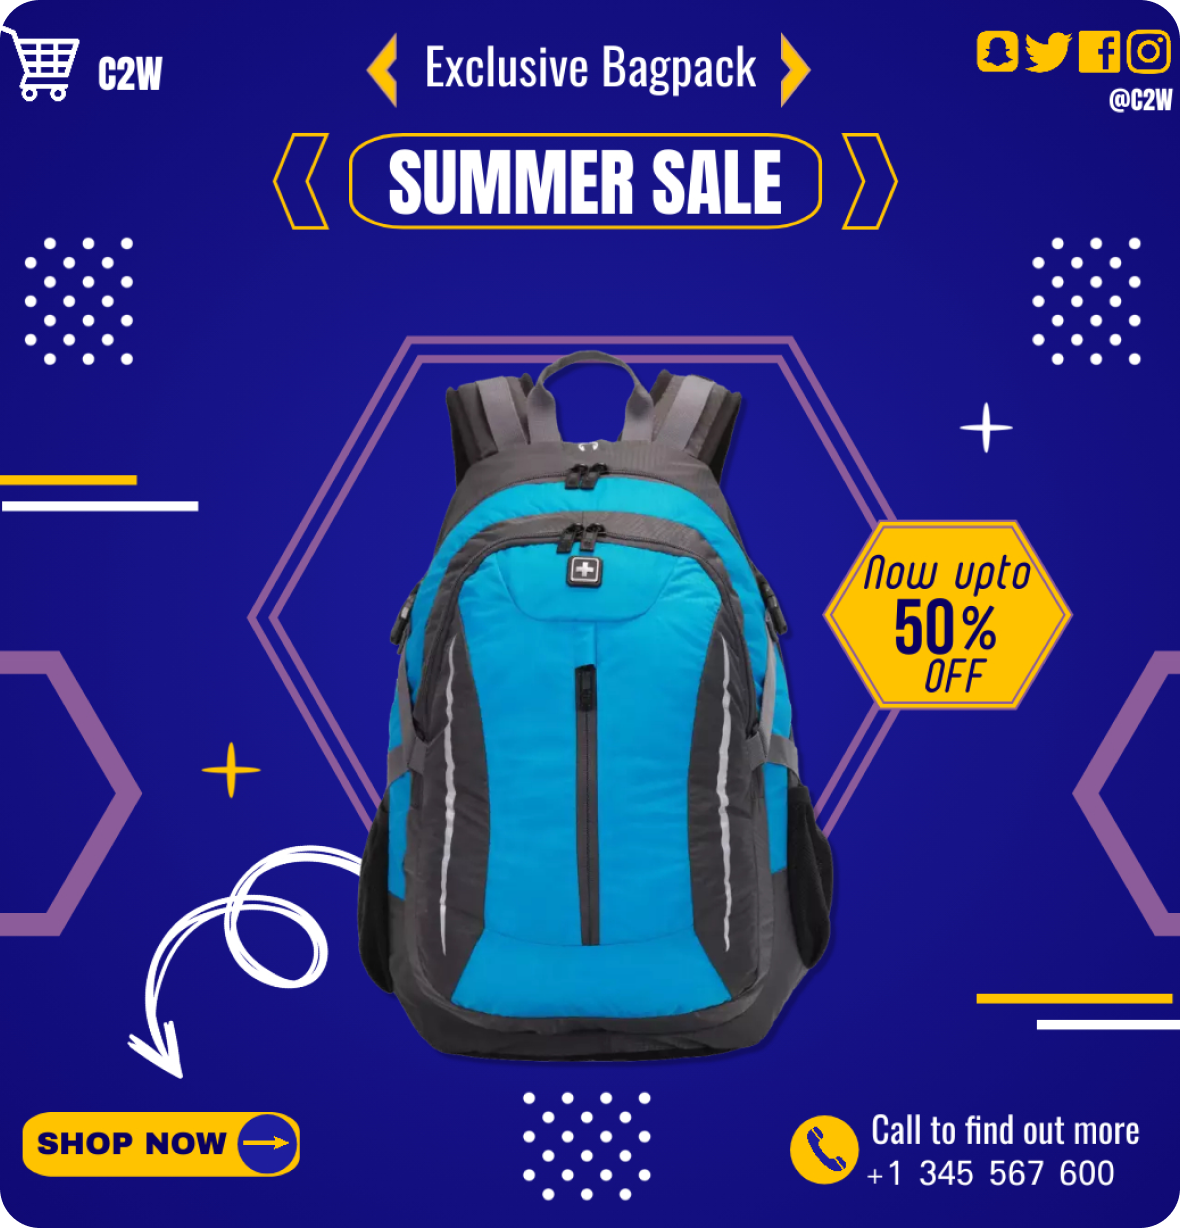 C2W
Exclusive Bagpack
@C2W
SUMMER SALE
Now upto
50%
OFF
SHOP NOW
Call to find out more
+1 345 567 600